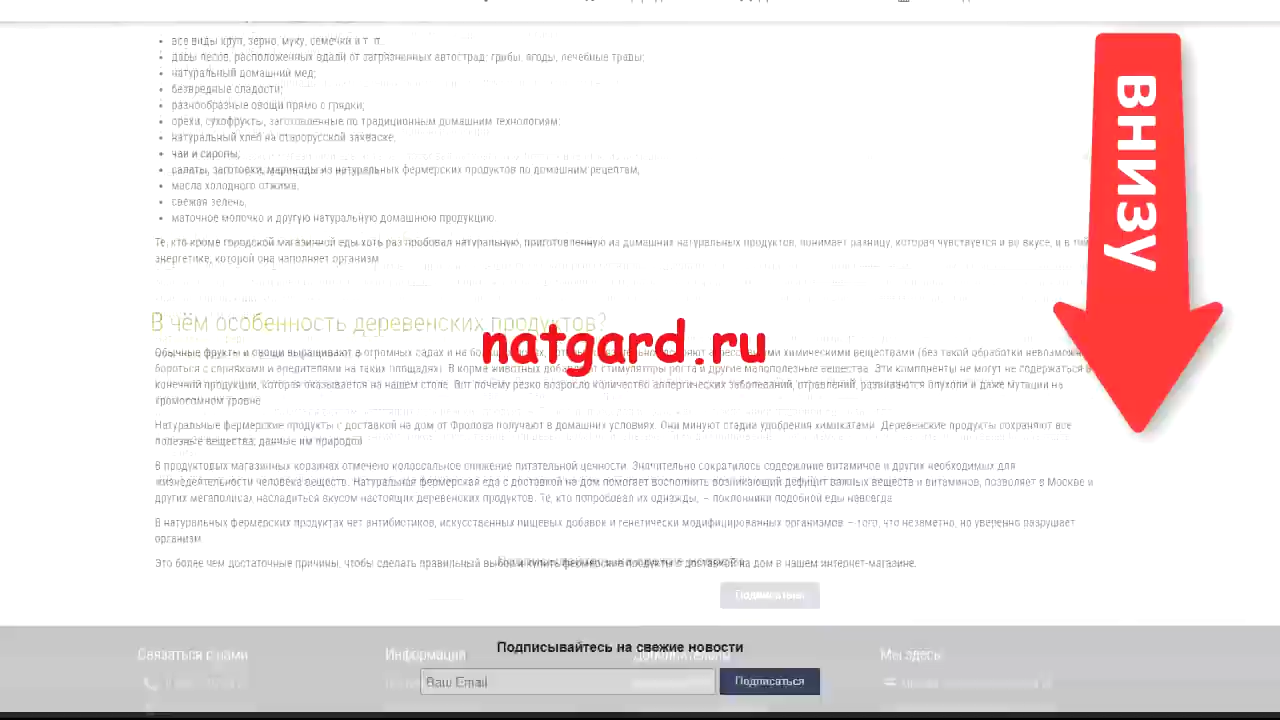 все виды круп, зерно, муку, семечки и т. п.
дары лесов, расположенных вдали от загрязненных автострад: грибы, ягоды, лечебные травы;
натуральный домашний мед;
безвредные сладости;
разнообразные овощи прямо с грядки;
орехи, сухофрукты, заготовленные по традиционным домашним технологиям;
натуральный хлеб на старорусской закваске;
чаи и сиропы;
салаты, заготовки, маринады из натуральных фермерских продуктов по домашним рецептам;
масла холодного отжима;
свежая зелень;
маточное молочко и другую натуральную домашнюю продукцию.
Те, кто кроме городской магазинной еды хоть раз пробовал натуральную, приготовленную из домашних натуральных продуктов, понимает разницу, которая чувствуется и во вкусе, и в той
энергетике, которой она наполняет организм.
В чём особенность деревенских продуктов?
natgard.ru
Обычные фрукты и овощи выращивают в огромных садах и на химическими веществами (без такой обработки невозможно
бороться с сорняками и вредителями на таких площадях). В корма животных добавляют стимуляторы роста и другие малополезные вещества. Эти компоненты не могут не содержаться в
конечной продукции, которая оказывается на нашем столе. Вот почему резко возросло количество аллергических заболеваний, отравлений, развиваются опухоли и даже мутации на
хромосомном уровне.
Натуральные фермерские продукты с доставкой на дом от Фролова получают в домашних условиях. Они минуют стадии удобрения химикатами. Деревенские продукты сохраняют все
полезные вещества, данные им природой.
В продуктовых магазинных корзинах отмечено колоссальное снижение питательной ценности. Значительно сократилось содержание витаминов и других необходимых для
жизнедеятельности человека веществ. Натуральная фермерская еда с доставкой на дом помогает восполнить возникающий дефицит важных веществ и витаминов, позволяет в Москве и
других мегаполисах насладиться вкусом настоящих деревенских продуктов. Те, кто попробовал их однажды, – поклонники подобной еды навсегда.
В натуральных фермерских продуктах нет антибиотиков, искусственных пищевых добавок и генетически модифицированных организмов – того, что незаметно, но уверенно разрушает
организм.
Это более чем достаточные причины, чтобы сделать правильный выбор и купить фермерские продукты с доставкой на дом в нашем интернет-магазине.
Подписаться
Связаться с нами
Информация
Подписывайтесь на свежие новости
Дополнительно
Мы здесь
Ваш Email
Подписаться
ВНИЗУ